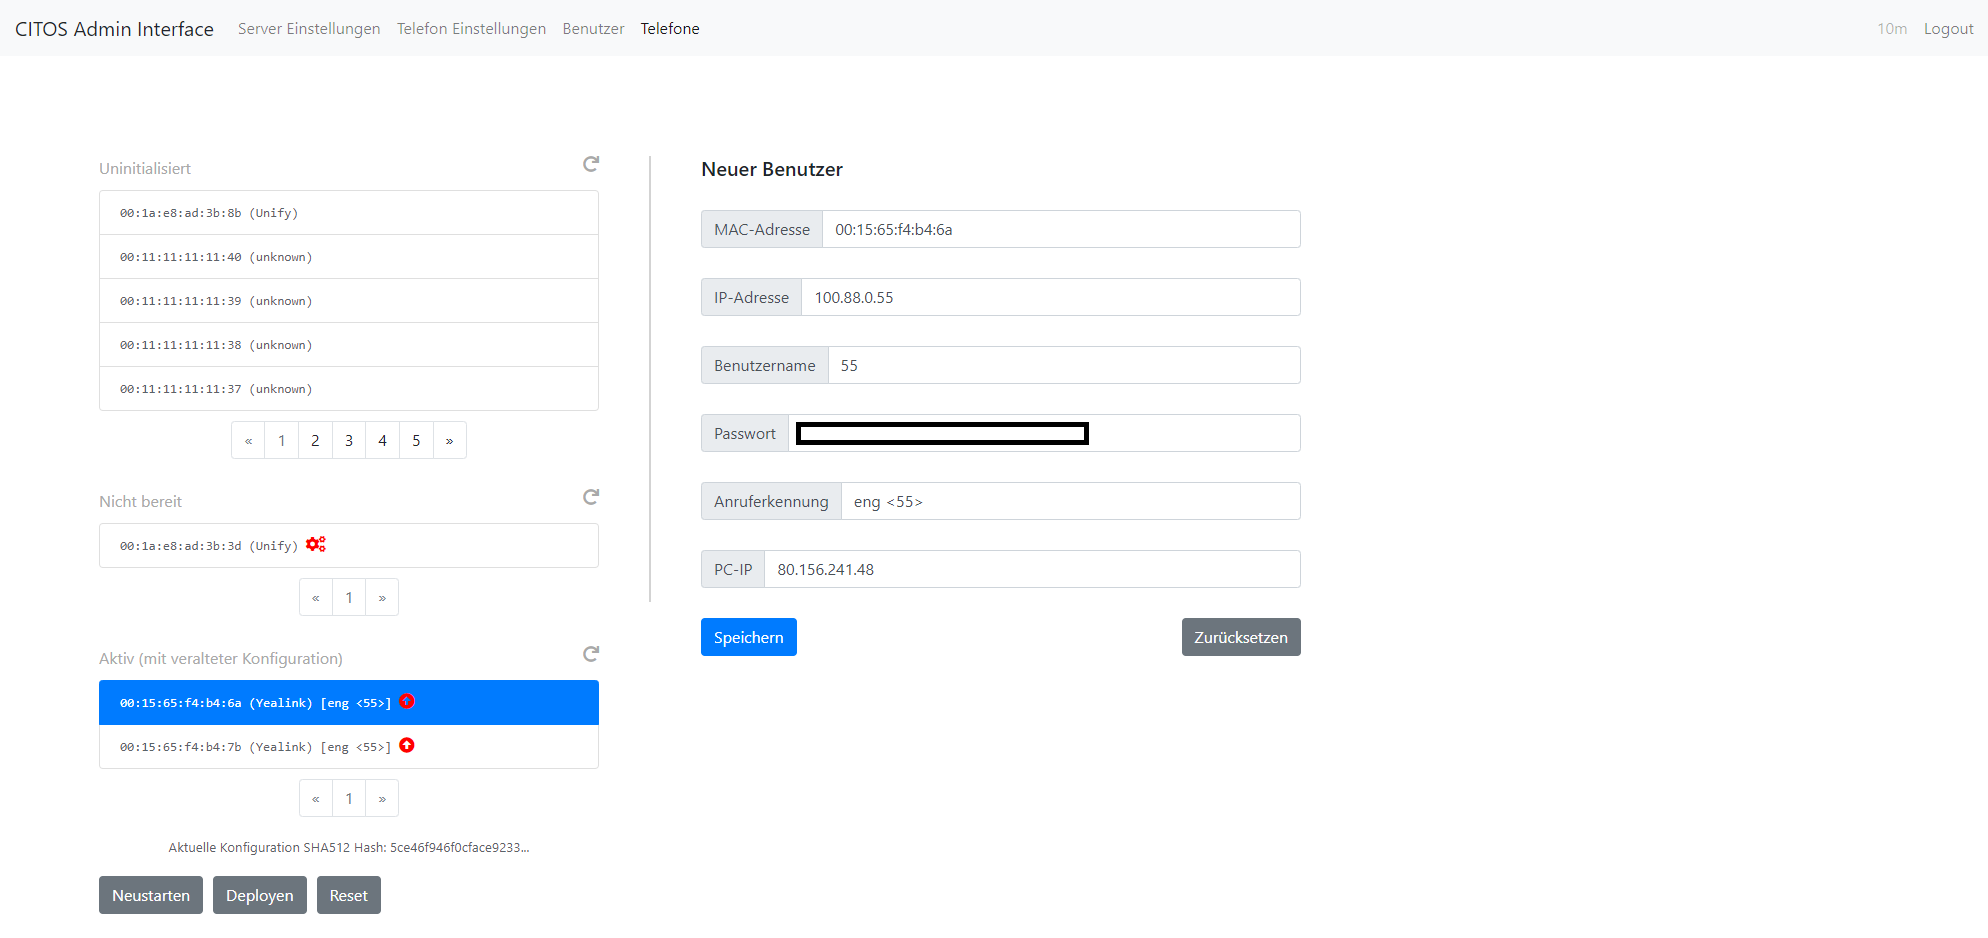 CITOS Admin Interface Server Einstellungen Telefon Einstellungen Benutzer Telefone 10m Logout
Uninitialisiert
00:1a:e8:ad:3b:8b (Unify)
00:11:11:11:11:40 (unknown)
00:11:11:11:11:39 (unknown)
00:11:11:11:11:38 (unknown)
00:11:11:11:11:37 (unknown)
« 1 2 3 4 5 »
Nicht bereit
00:1a:e8:ad:3b:3d (Unify)
« 1 »
Aktiv (mit veralteter Konfiguration)
00:15:65:f4:b4:6a (Yealink) [eng <55>]
00:15:65:f4:b4:7b (Yealink) [eng <55>]
« 1 »
Aktuelle Konfiguration SHA512 Hash: 5ce46f946f0cface9233...
Neustarten Deployen Reset
Neuer Benutzer
MAC-Adresse 00:15:65:f4:b4:6a
IP-Adresse 100.88.0.55
Benutzername 55
Passwort
Anruferkennung eng <55>
PC-IP 80.156.241.48
Speichern Zurücksetzen